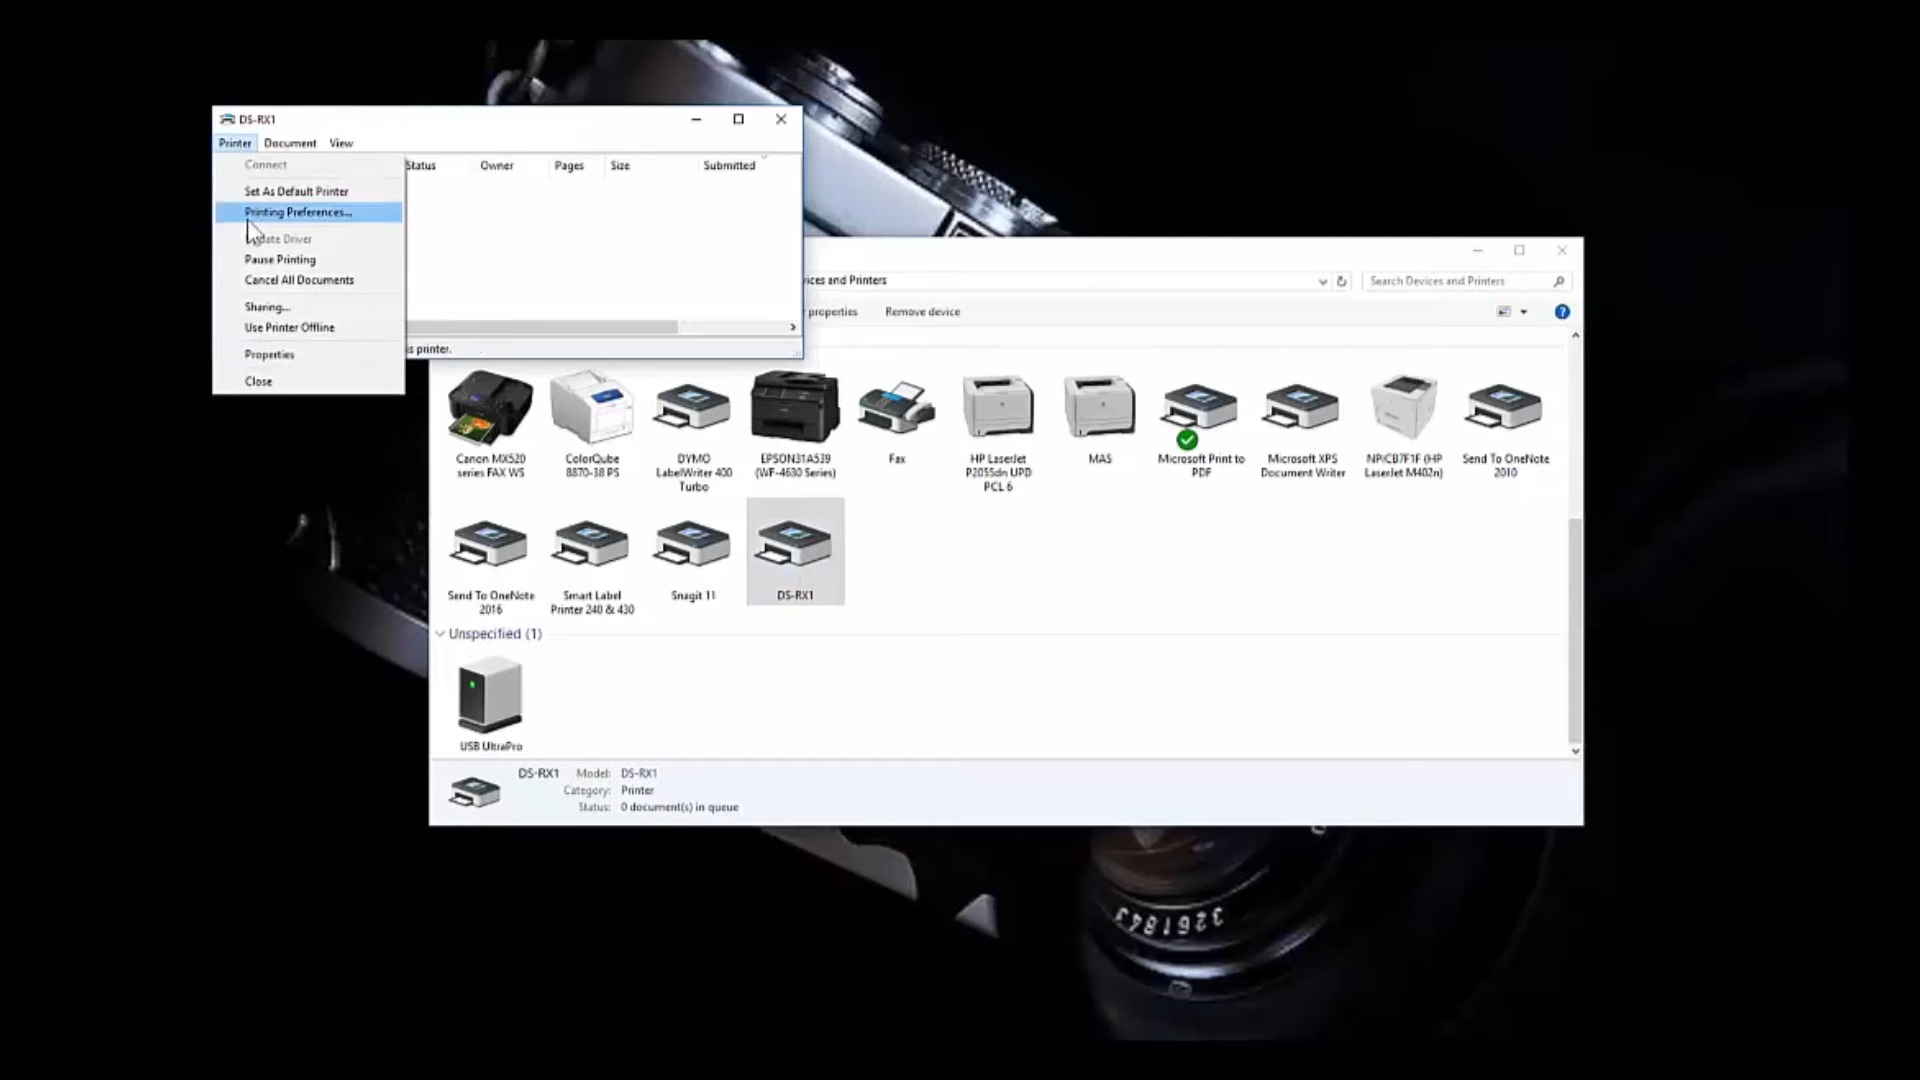 DS-RX1
Printer Document View
Connect
Set As Default Printer
Printing Preferences...
Update Driver
Pause Printing
Cancel All Documents
Sharing...
Use Printer Offline
Properties
Close
Status Owner Pages Size Submitted
is printer.
ices and Printers
Search Devices and Printers
properties Remove device
Canon MX520
series FAX WS
ColorQube
8870-38 PS
DYMO
LabelWriter 400
Turbo
EPSON31A539
(WF-4630 Series)
Fax
HP LaserJet
P2055dn UPD
PCL 6
MAS
Microsoft Print to
PDF
Microsoft XPS
Document Writer
NPICB7F1F (HP
LaserJet M402n)
Send To OneNote
2010
Send To OneNote
2016
Smart Label
Printer 240 & 430
Snagit 11
DS-RX1
Unspecified (1)
USB UltraPro
DS-RX1 Model: DS-RX1
Category: Printer
Status: 0 document(s) in queue
3261843